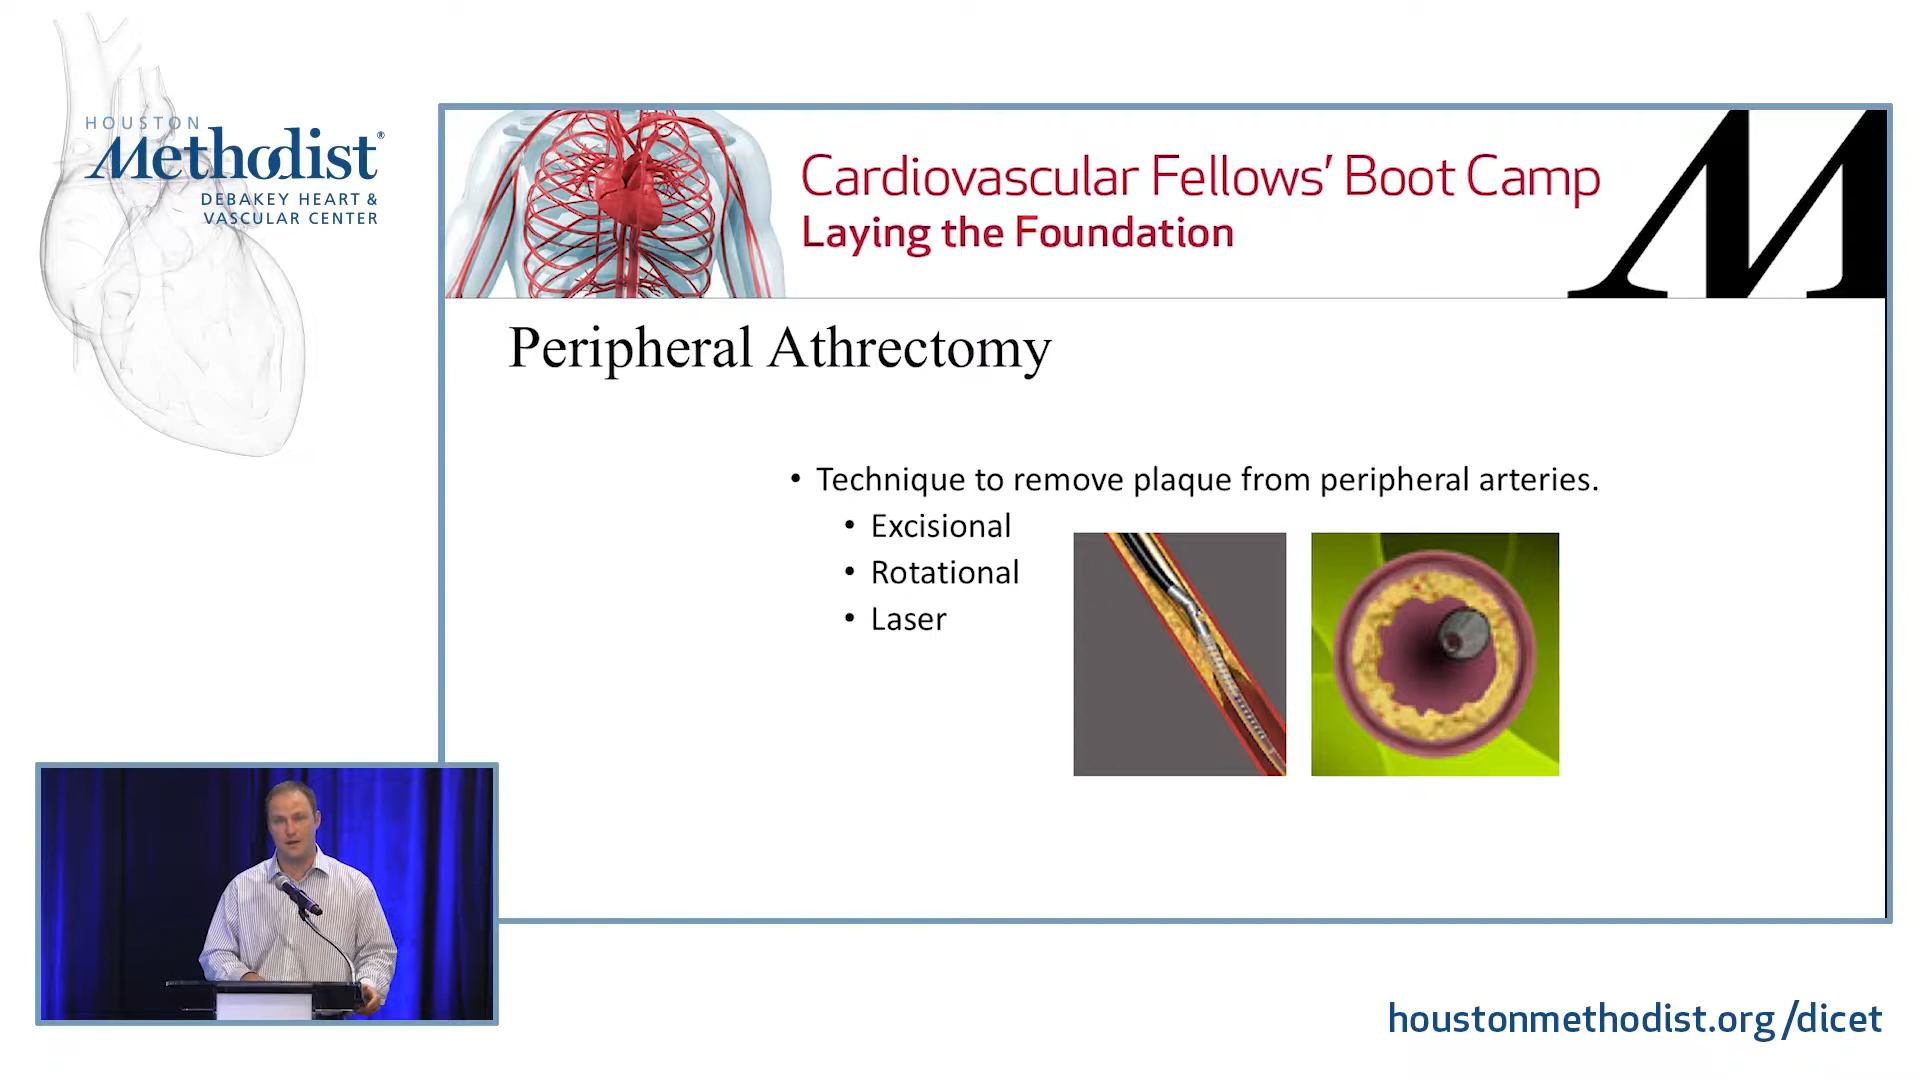 HOUSTON
Methodist®
DEBAKEY HEART &
VASCULAR CENTER
Cardiovascular Fellows' Boot Camp
Laying the Foundation
M
Peripheral Athrectomy
• Technique to remove plaque from peripheral arteries.
• Excisional
• Rotational
• Laser
houstonmethodist.org/dicet